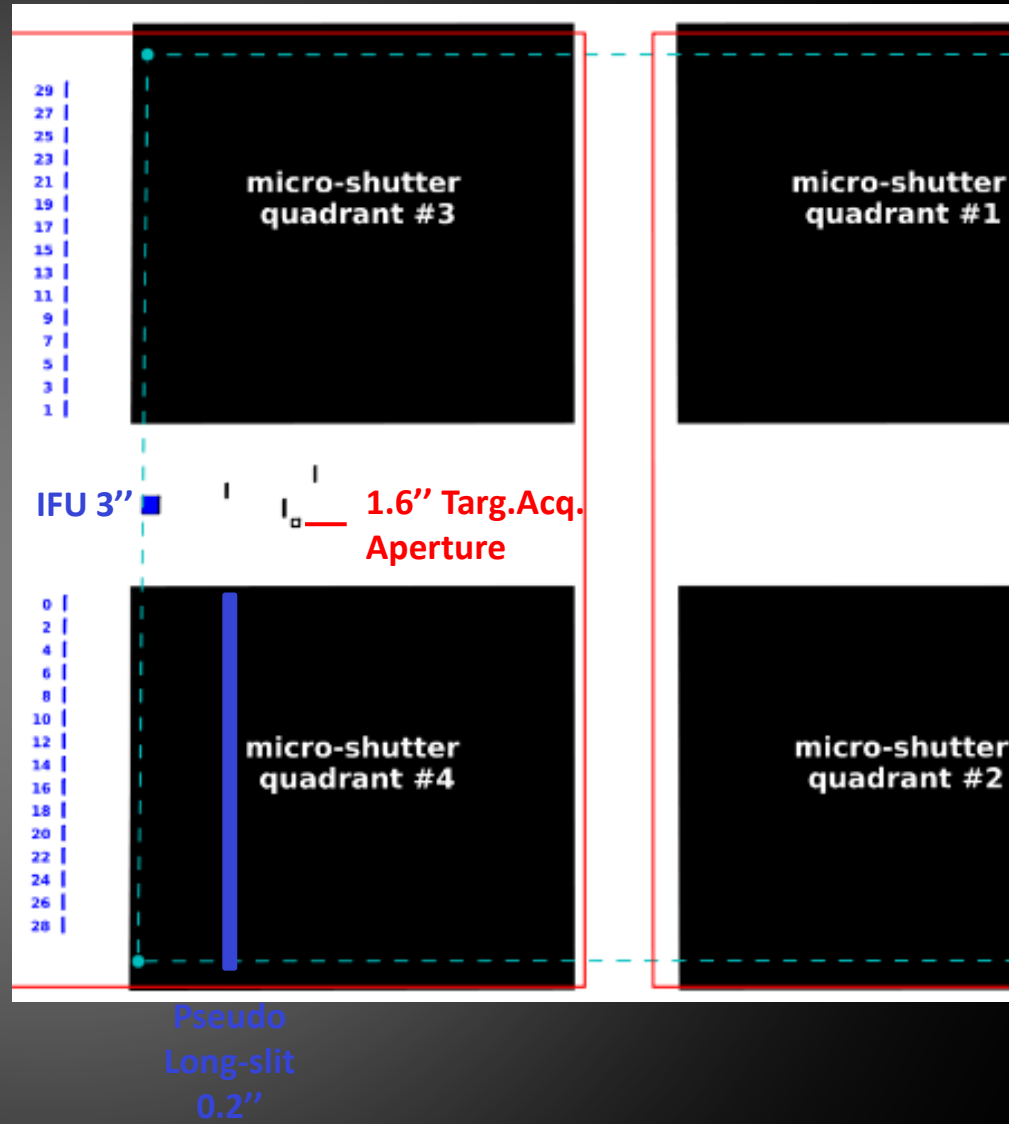 29
27
25
23
21
19
17
15
13
11
9
7
5
3
1
micro-shutter
quadrant #3
micro-shutter
quadrant #1
IFU 3’’
1.6’’ Targ.Acq.
Aperture
0
2
4
6
8
10
12
14
16
18
20
22
24
26
28
micro-shutter
quadrant #4
micro-shutter
quadrant #2
Pseudo
Long-slit
0.2’’